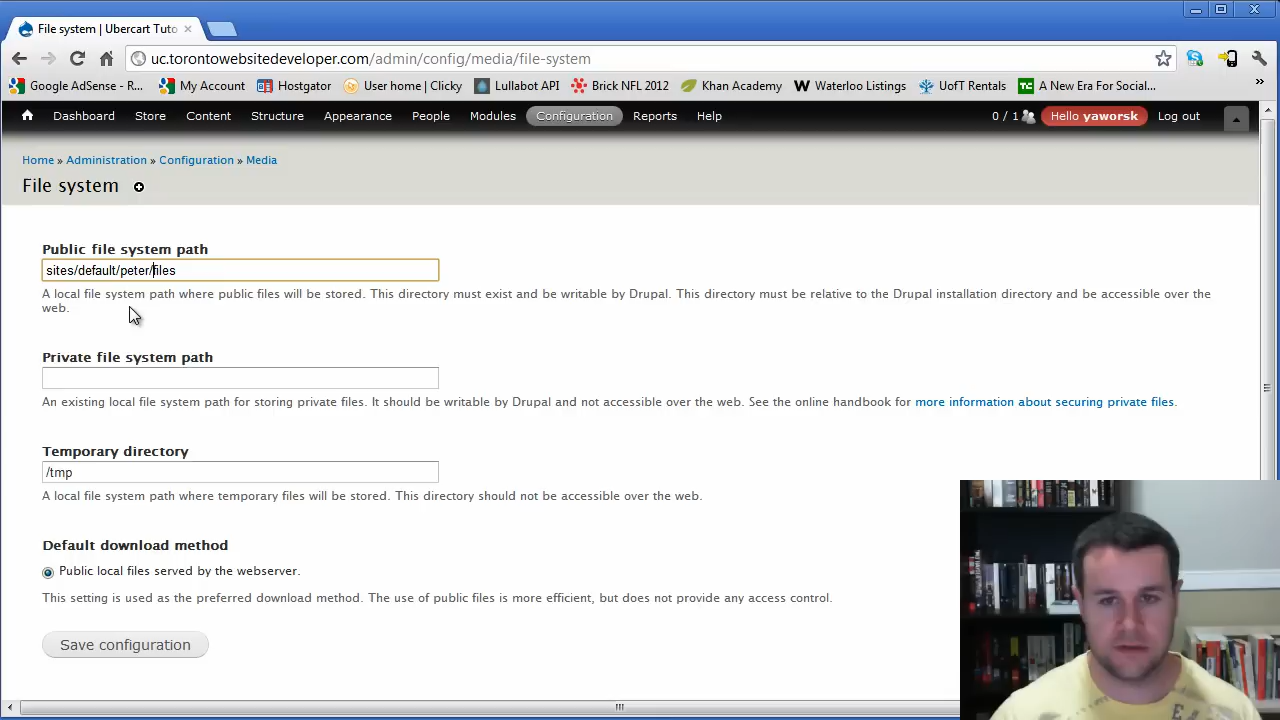 File system | Ubercart Tuto
uc.torontowebsitedeveloper.com/admin/config/media/file-system
Google AdSense - R... My Account Hostga User home | Clicky Lullabot API Brick NFL 2012 Khan Academy Waterloo Listings UofT Rentals A New Era For Social... »
Dashboard Store Content Structure Appearance People Modules Configuration Reports Help 0 / 1 Hello yaworsk Log out
Home » Administration » Configuration » Media
File system
Public file system path
sites/default/peter/files
A local file system path where public files will be stored. This directory must exist and be writable by Drupal. This directory must be relative to the Drupal installation directory and be accessible over the
web.
Private file system path
An existing local file system path for storing private files. It should be writable by Drupal and not accessible over the web. See the online handbook for more information about securing private files.
Temporary directory
/tmp
A local file system path where temporary files will be stored. This directory should not be accessible over the web.
Default download method
Public local files served by the webserver.
This setting is used as the preferred download method. The use of public files is more efficient, but does not provide any access control.
Save configuration